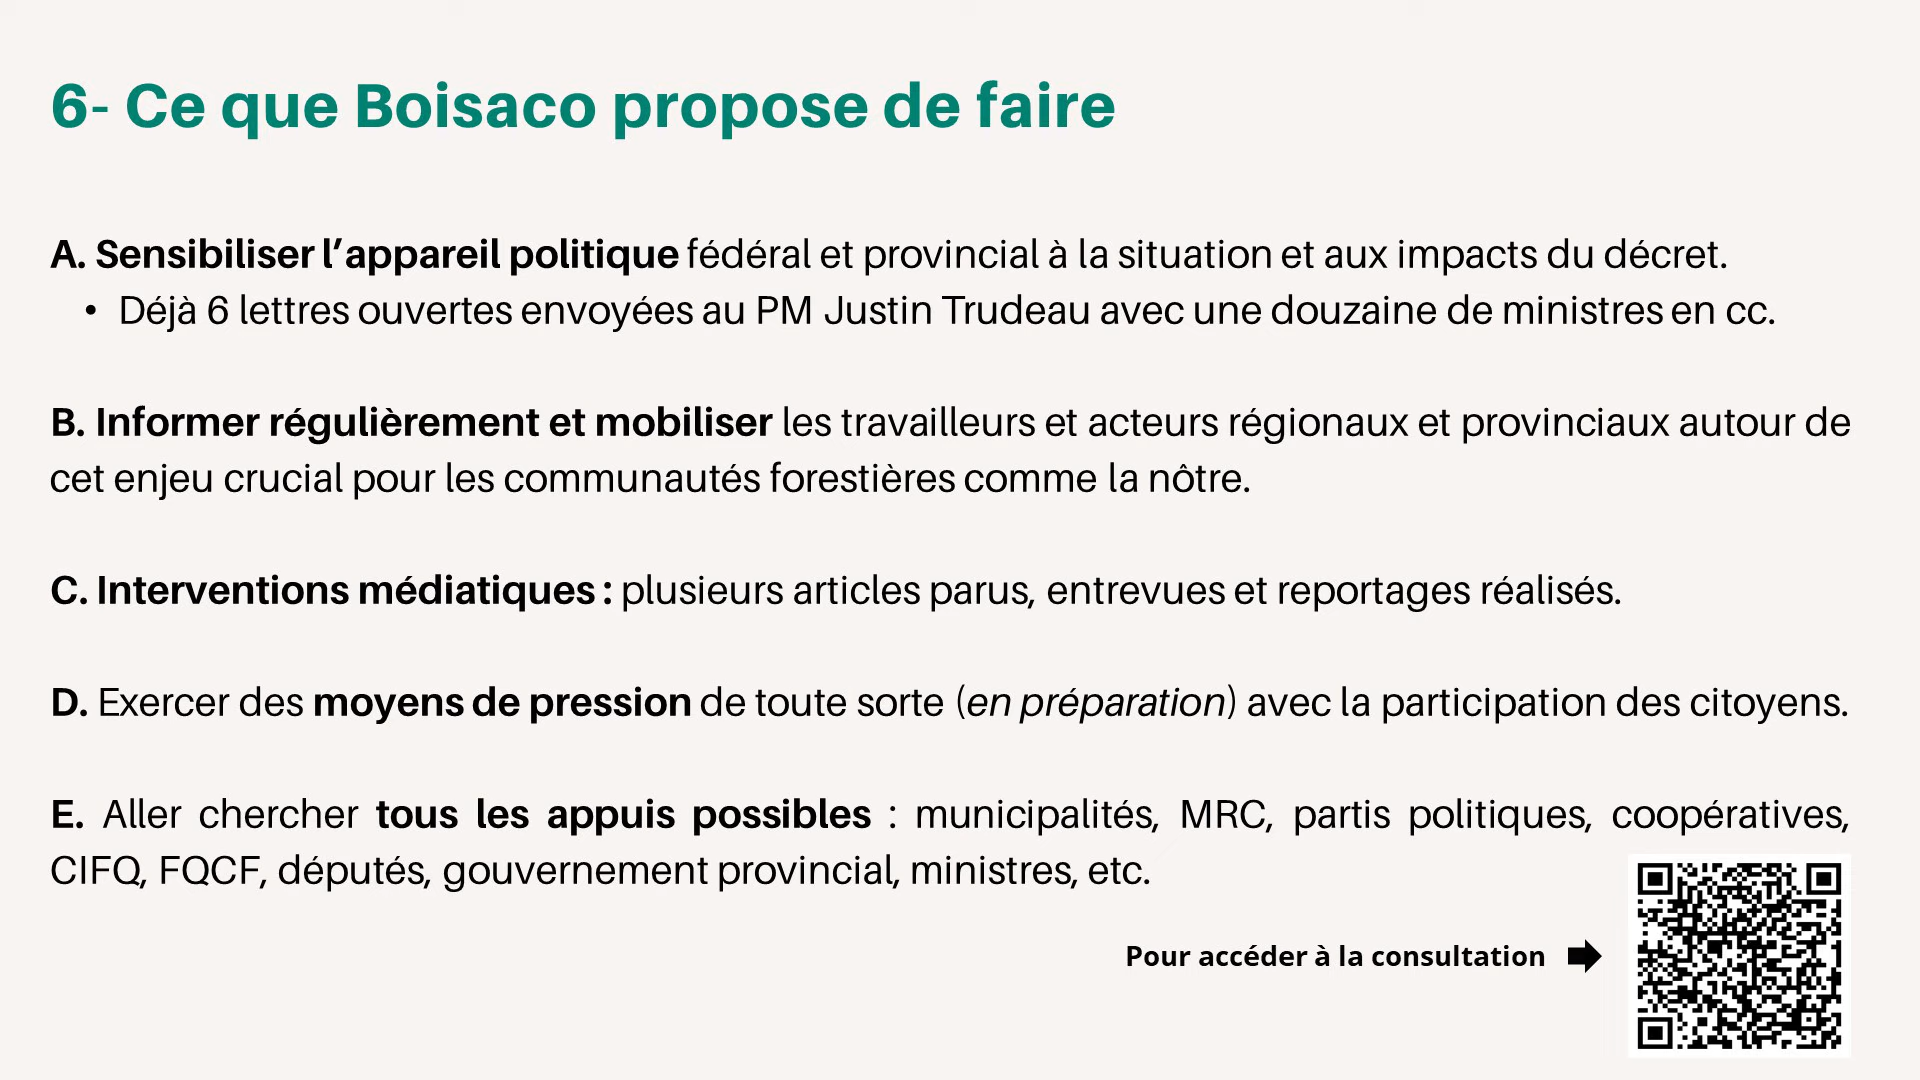 6- Ce que Boisaco propose de faire
A. Sensibiliser l’appareil politique fédéral et provincial à la situation et aux impacts du décret.
• Déjà 6 lettres ouvertes envoyées au PM Justin Trudeau avec une douzaine de ministres en cc.
B. Informer régulièrement et mobiliser les travailleurs et acteurs régionaux et provinciaux autour de
cet enjeu crucial pour les communautés forestières comme la nôtre.
C. Interventions médiatiques : plusieurs articles parus, entrevues et reportages réalisés.
D. Exercer des moyens de pression de toute sorte (en préparation) avec la participation des citoyens.
E. Aller chercher tous les appuis possibles : municipalités, MRC, partis politiques, coopératives,
CIFQ, FQCF, députés, gouvernement provincial, ministres, etc.
Pour accéder à la consultation